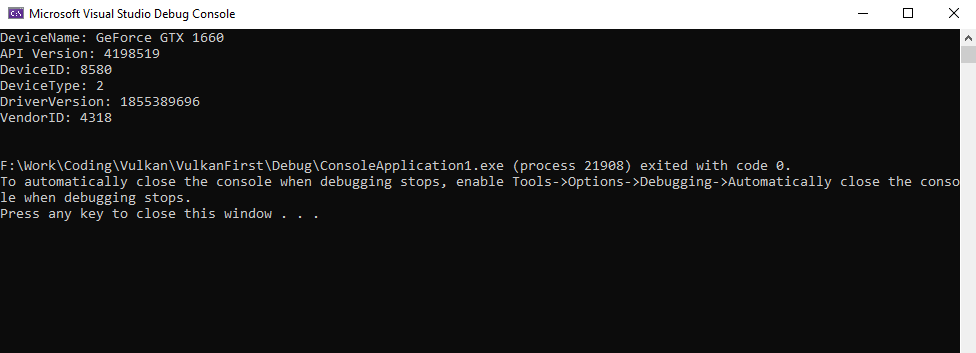 Microsoft Visual Studio Debug Console
DeviceName: GeForce GTX 1660
API Version: 4198519
DeviceID: 8580
DeviceType: 2
DriverVersion: 1855389696
VendorID: 4318
F:\Work\Coding\Vulkan\VulkanFirst\Debug\ConsoleApplication1.exe (process 21908) exited with code 0.
To automatically close the console when debugging stops, enable Tools->Options->Debugging->Automatically close the conso
le when debugging stops.
Press any key to close this window . . .